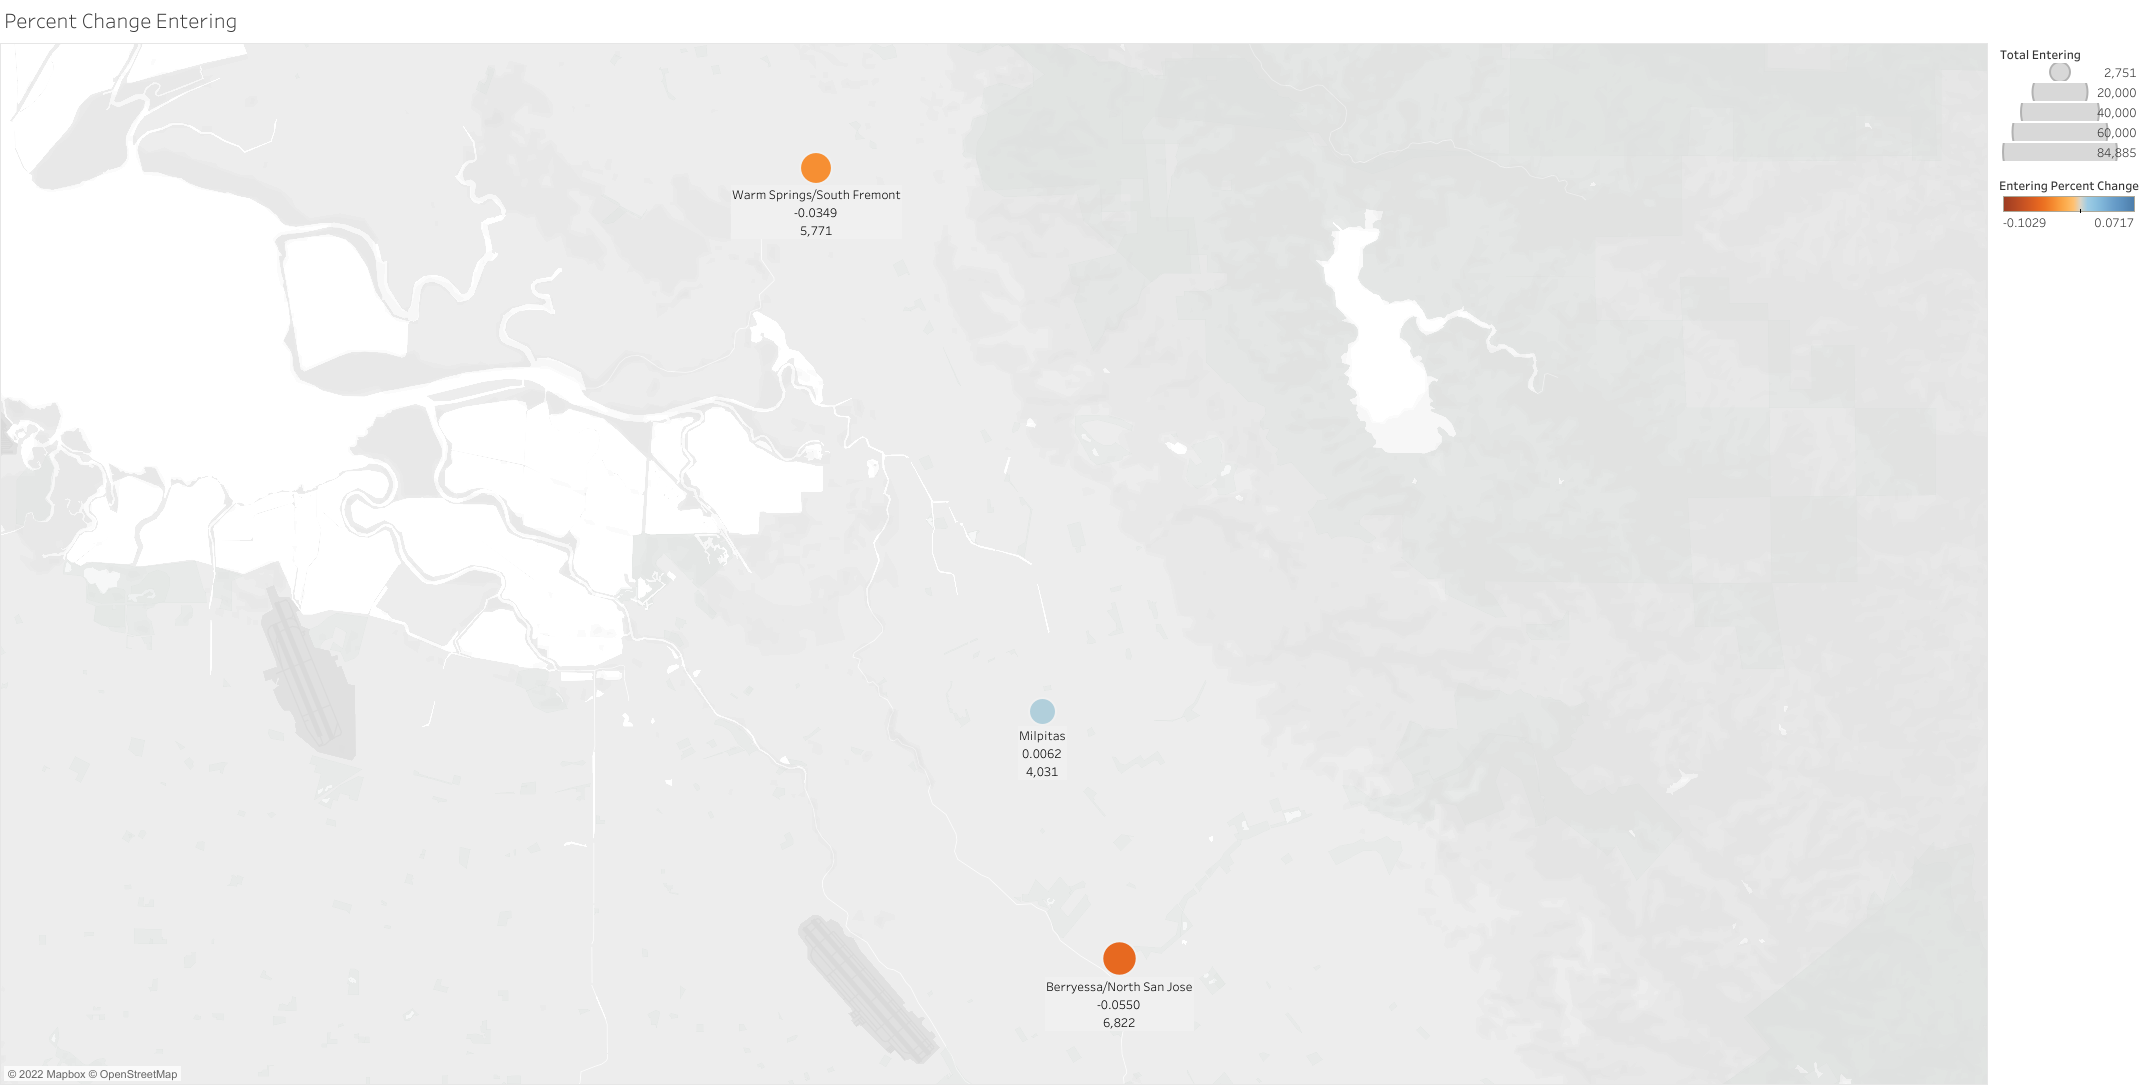 Percent Change Entering
Total Entering
2,751
20,000
40,000
60,000
84,885
Entering Percent Change
-0.1029 0.0717
Warm Springs/South Fremont
-0.0349
5,771
Milpitas
0.0062
4,031
Berryessa/North San Jose
-0.0550
6,822
© 2022 Mapbox © OpenStreetMap